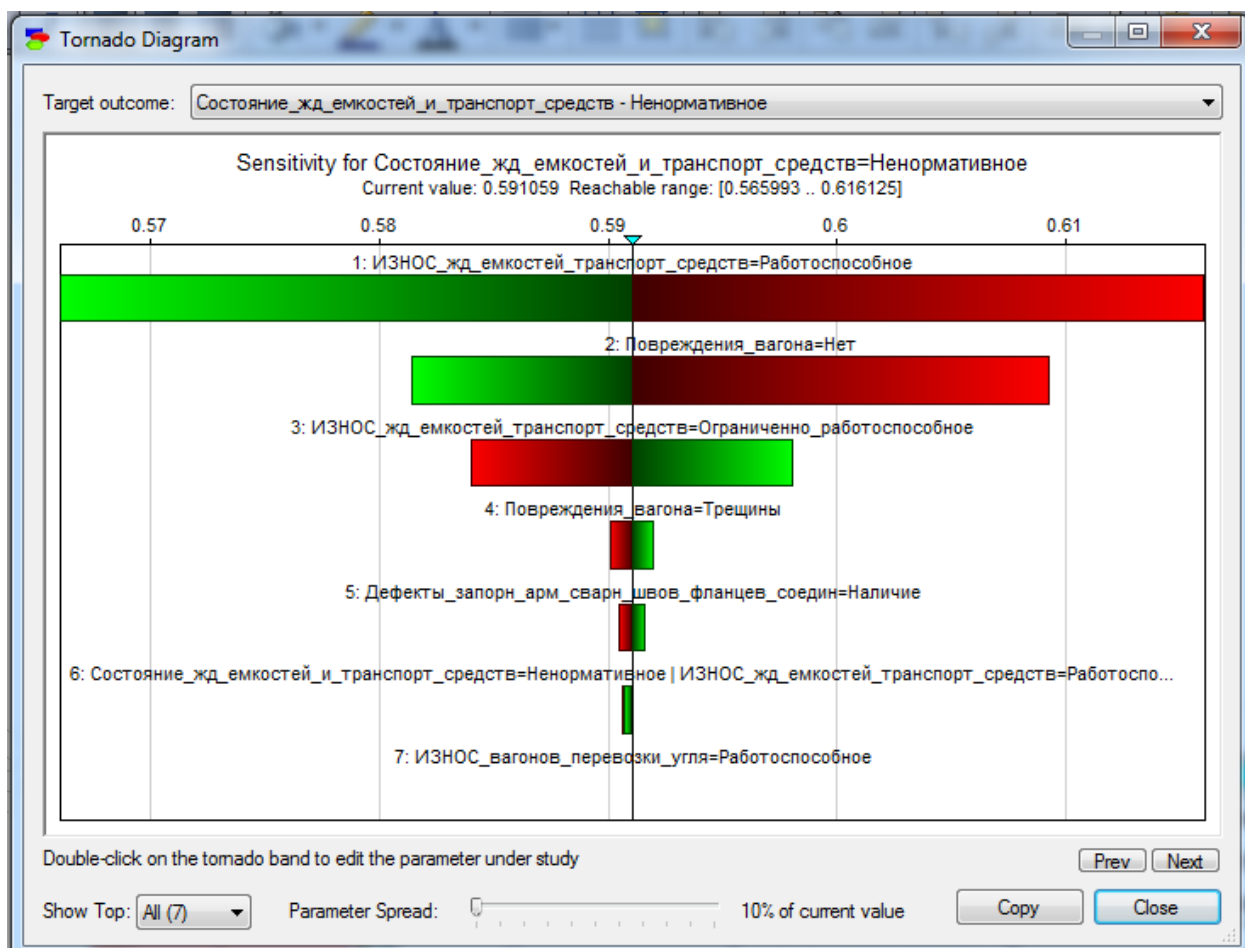 Tornado Diagram
Target outcome: Состояние_жд_емкостей_и_транспорт_средств - Ненормативное
Sensitivity for Состояние_жд_емкостей_и_транспорт_средств=Ненормативное
Current value: 0.591059 Reachable range: [0.565993 .. 0.616125]
0.57 0.58 0.59 0.6 0.61
1: ИЗНОС_жд_емкостей_транспорт_средств=Работоспособное
2: Повреждения_вагона=Нет
3: ИЗНОС_жд_емкостей_транспорт_средств=Ограниченно_работоспособное
4: Повреждения_вагона=Трещины
5: Дефекты_запорн_арм_сварн_швов_фланцев_соедин=Наличие
6: Состояние_жд_емкостей_и_транспорт_средств=Ненормативное | ИЗНОС_жд_емкостей_транспорт_средств=Работоспо...
7: ИЗНОС_вагонов_перевозки_угля=Работоспособное
Double-click on the tornado band to edit the parameter under study Prev Next
Show Top: All (7) Parameter Spread: 10% of current value Copy Close